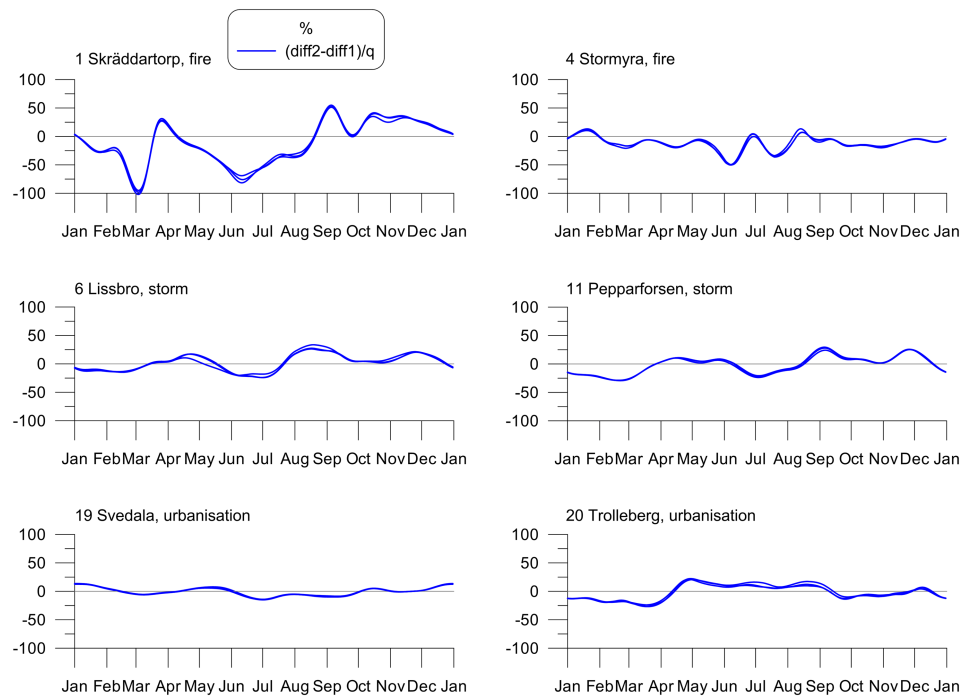 %
(diff2-diff1)/q
1 Skräddartorp, fire
100
50
0
-50
-100
Jan Feb Mar Apr May Jun Jul Aug Sep Oct Nov Dec Jan
4 Stormyra, fire
100
50
0
-50
-100
Jan Feb Mar Apr May Jun Jul Aug Sep Oct Nov Dec Jan
6 Lissbro, storm
100
50
0
-50
-100
Jan Feb Mar Apr May Jun Jul Aug Sep Oct Nov Dec Jan
11 Pepparforsen, storm
100
50
0
-50
-100
Jan Feb Mar Apr May Jun Jul Aug Sep Oct Nov Dec Jan
19 Svedala, urbanisation
100
50
0
-50
-100
Jan Feb Mar Apr May Jun Jul Aug Sep Oct Nov Dec Jan
20 Trolleberg, urbanisation
100
50
0
-50
-100
Jan Feb Mar Apr May Jun Jul Aug Sep Oct Nov Dec Jan